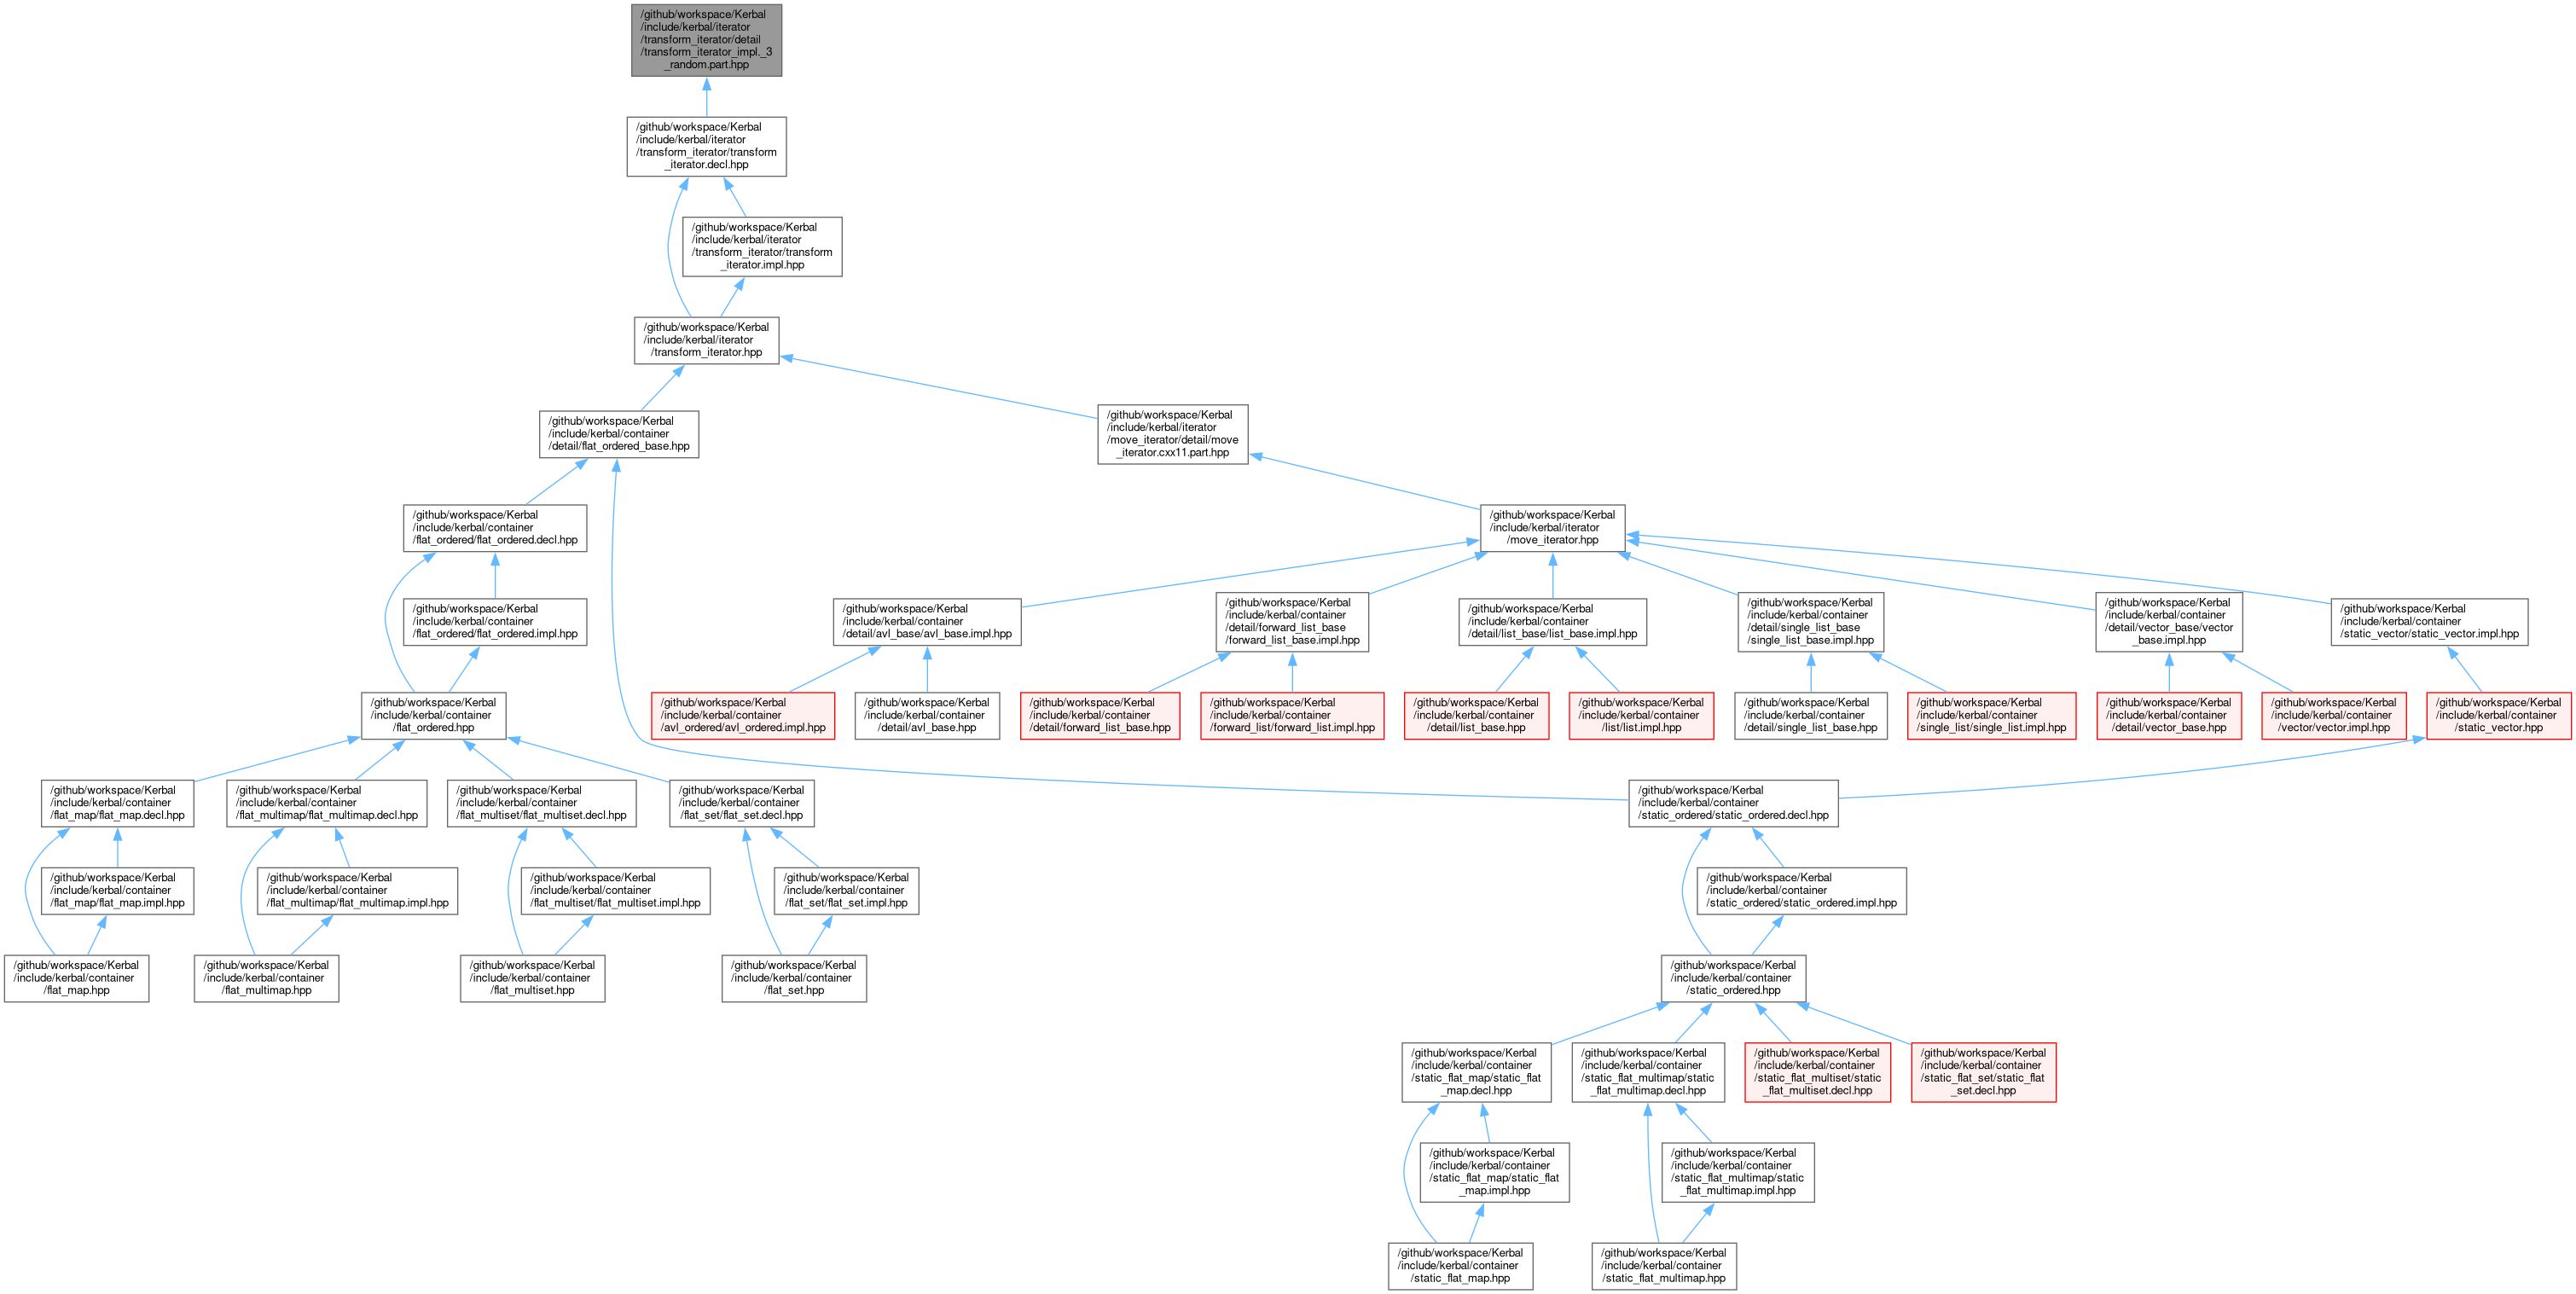 /github/workspace/Kerbal
/include/kerbal/iterator
/transform_iterator/detail
/transform_iterator_impl._3
_random.part.hpp
/github/workspace/Kerbal
/include/kerbal/iterator
/transform_iterator/transform
_iterator.decl.hpp
/github/workspace/Kerbal
/include/kerbal/iterator
/transform_iterator/transform
_iterator.impl.hpp
/github/workspace/Kerbal
/include/kerbal/iterator
/transform_iterator.hpp
/github/workspace/Kerbal
/include/kerbal/container
/detail/flat_ordered_base.hpp
/github/workspace/Kerbal
/include/kerbal/iterator
/move_iterator/detail/move
_iterator.cxx11.part.hpp
/github/workspace/Kerbal
/include/kerbal/container
/flat_ordered/flat_ordered.decl.hpp
/github/workspace/Kerbal
/include/kerbal/iterator
/move_iterator.hpp
/github/workspace/Kerbal
/include/kerbal/container
/flat_ordered/flat_ordered.impl.hpp
/github/workspace/Kerbal
/include/kerbal/container
/detail/avl_base/avl_base.impl.hpp
/github/workspace/Kerbal
/include/kerbal/container
/detail/forward_list_base
/forward_list_base.impl.hpp
/github/workspace/Kerbal
/include/kerbal/container
/detail/list_base/list_base.impl.hpp
/github/workspace/Kerbal
/include/kerbal/container
/detail/single_list_base
/single_list_base.impl.hpp
/github/workspace/Kerbal
/include/kerbal/container
/detail/vector_base/vector
_base.impl.hpp
/github/workspace/Kerbal
/include/kerbal/container
/static_vector/static_vector.impl.hpp
/github/workspace/Kerbal
/include/kerbal/container
/flat_ordered.hpp
/github/workspace/Kerbal
/include/kerbal/container
/avl_ordered/avl_ordered.impl.hpp
/github/workspace/Kerbal
/include/kerbal/container
/detail/avl_base.hpp
/github/workspace/Kerbal
/include/kerbal/container
/detail/forward_list_base.hpp
/github/workspace/Kerbal
/include/kerbal/container
/forward_list/forward_list.impl.hpp
/github/workspace/Kerbal
/include/kerbal/container
/detail/list_base.hpp
/github/workspace/Kerbal
/include/kerbal/container
/list/list.impl.hpp
/github/workspace/Kerbal
/include/kerbal/container
/detail/single_list_base.hpp
/github/workspace/Kerbal
/include/kerbal/container
/single_list/single_list.impl.hpp
/github/workspace/Kerbal
/include/kerbal/container
/detail/vector_base.hpp
/github/workspace/Kerbal
/include/kerbal/container
/vector/vector.impl.hpp
/github/workspace/Kerbal
/include/kerbal/container
/static_vector.hpp
/github/workspace/Kerbal
/include/kerbal/container
/flat_map/flat_map.decl.hpp
/github/workspace/Kerbal
/include/kerbal/container
/flat_multimap/flat_multimap.decl.hpp
/github/workspace/Kerbal
/include/kerbal/container
/flat_multiset/flat_multiset.decl.hpp
/github/workspace/Kerbal
/include/kerbal/container
/flat_set/flat_set.decl.hpp
/github/workspace/Kerbal
/include/kerbal/container
/static_ordered/static_ordered.decl.hpp
/github/workspace/Kerbal
/include/kerbal/container
/flat_map/flat_map.impl.hpp
/github/workspace/Kerbal
/include/kerbal/container
/flat_multimap/flat_multimap.impl.hpp
/github/workspace/Kerbal
/include/kerbal/container
/flat_multiset/flat_multiset.impl.hpp
/github/workspace/Kerbal
/include/kerbal/container
/flat_set/flat_set.impl.hpp
/github/workspace/Kerbal
/include/kerbal/container
/static_ordered/static_ordered.impl.hpp
/github/workspace/Kerbal
/include/kerbal/container
/flat_map.hpp
/github/workspace/Kerbal
/include/kerbal/container
/flat_multimap.hpp
/github/workspace/Kerbal
/include/kerbal/container
/flat_multiset.hpp
/github/workspace/Kerbal
/include/kerbal/container
/flat_set.hpp
/github/workspace/Kerbal
/include/kerbal/container
/static_ordered.hpp
/github/workspace/Kerbal
/include/kerbal/container
/static_flat_map/static_flat
_map.decl.hpp
/github/workspace/Kerbal
/include/kerbal/container
/static_flat_multimap/static
_flat_multimap.decl.hpp
/github/workspace/Kerbal
/include/kerbal/container
/static_flat_multiset/static
_flat_multiset.decl.hpp
/github/workspace/Kerbal
/include/kerbal/container
/static_flat_set/static_flat
_set.decl.hpp
/github/workspace/Kerbal
/include/kerbal/container
/static_flat_map/static_flat
_map.impl.hpp
/github/workspace/Kerbal
/include/kerbal/container
/static_flat_multimap/static
_flat_multimap.impl.hpp
/github/workspace/Kerbal
/include/kerbal/container
/static_flat_map.hpp
/github/workspace/Kerbal
/include/kerbal/container
/static_flat_multimap.hpp